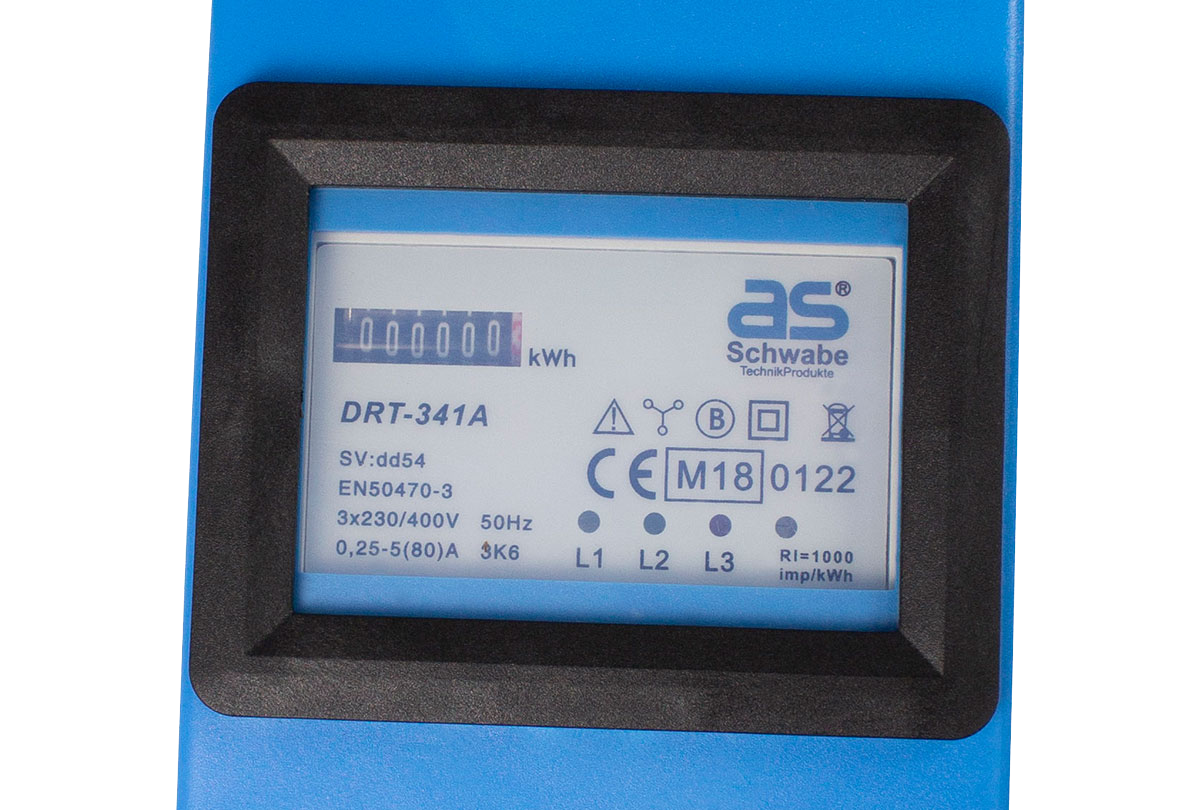 000000 kWh
as®
Schwabe
TechnikProdukte
DRT-341A
B
SV:dd54
EN50470-3
3x230/400V 50Hz
0,25-5(80)A 3K6
CE M18 0122
L1 L2 L3
RI=1000
imp/kWh